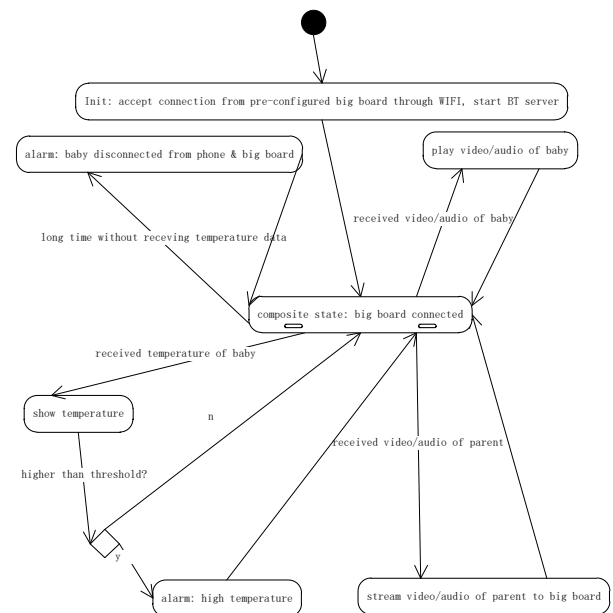 Init: accept connection from pre-configured big board through WIFI, start BT server
alarm: baby disconnected from phone & big board
play video/audio of baby
received video/audio of baby
long time without receving temperature data
composite state: big board connected
received temperature of baby
show temperature
n
received video/audio of parent
higher than threshold?
y
alarm: high temperature
stream video/audio of parent to big board